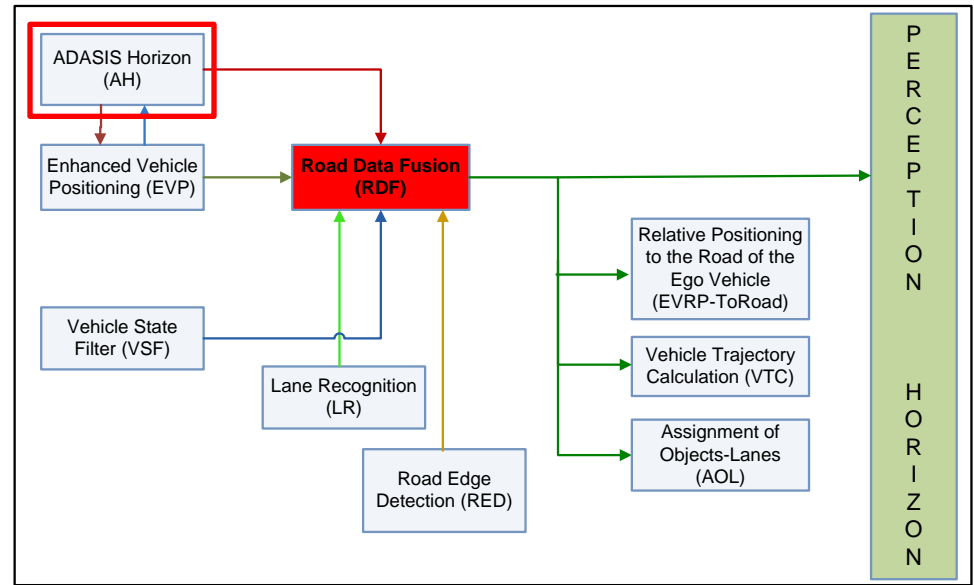 ADASIS Horizon
(AH)
Enhanced Vehicle
Positioning (EVP)
Road Data Fusion
(RDF)
Vehicle State
Filter (VSF)
Lane Recognition
(LR)
Road Edge
Detection (RED)
Relative Positioning
to the Road of the
Ego Vehicle
(EVRP-ToRoad)
Vehicle Trajectory
Calculation (VTC)
Assignment of
Objects-Lanes
(AOL)
P
E
R
C
E
P
T
I
O
N
H
O
R
I
Z
O
N